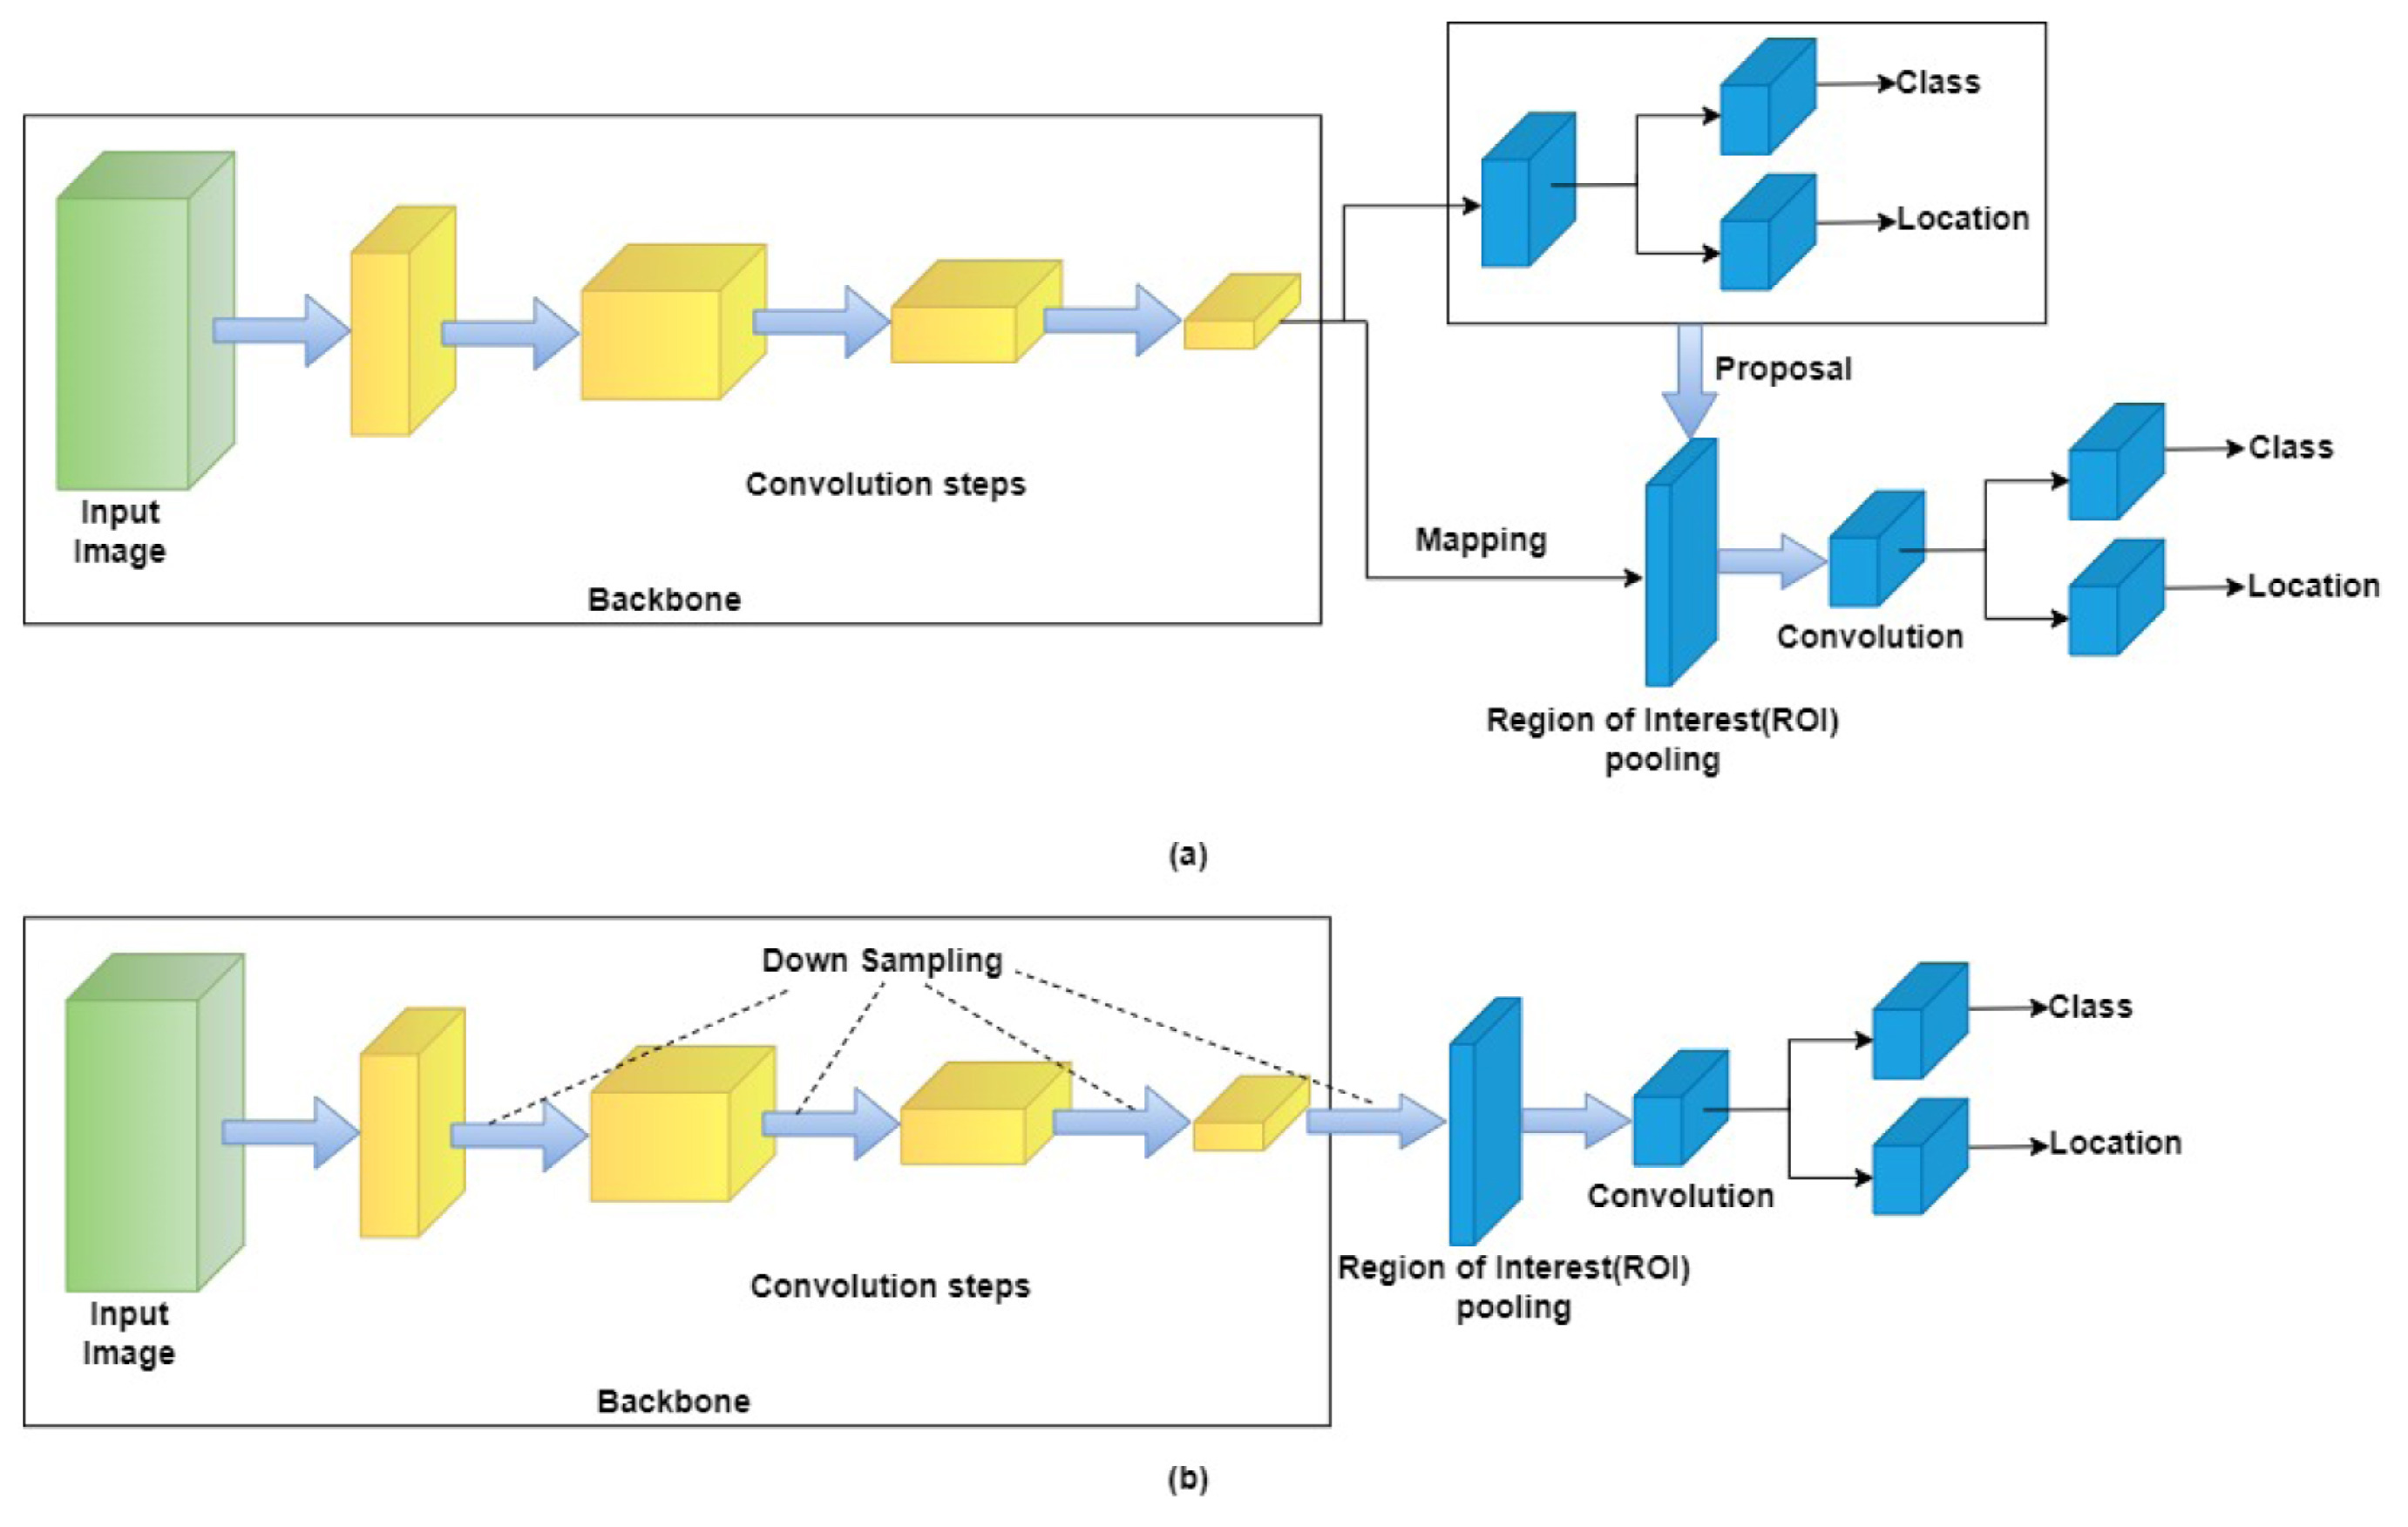 Class
Location
Proposal
Input
Image
Convolution steps
Backbone
Mapping
Class
Location
Convolution
Region of Interest(ROI)
pooling
(a)
Down Sampling
Class
Location
Convolution
Region of Interest(ROI)
pooling
Convolution steps
Input
Image
Backbone
(b)